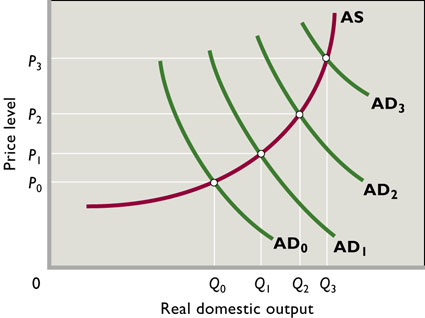 AS
P3
AD3
P2
Price level
P1
AD2
P0
AD0
AD1
0
Q0 Q1 Q2 Q3
Real domestic output